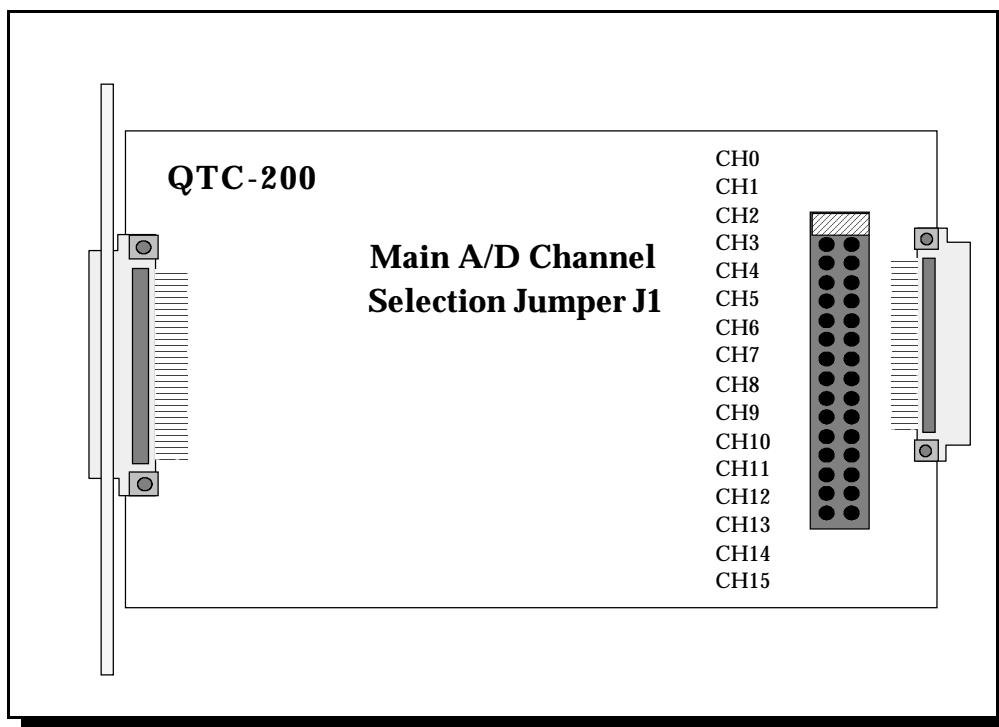 QTC-200
Main A/D Channel
Selection Jumper J1
CH0
CH1
CH2
CH3
CH4
CH5
CH6
CH7
CH8
CH9
CH10
CH11
CH12
CH13
CH14
CH15